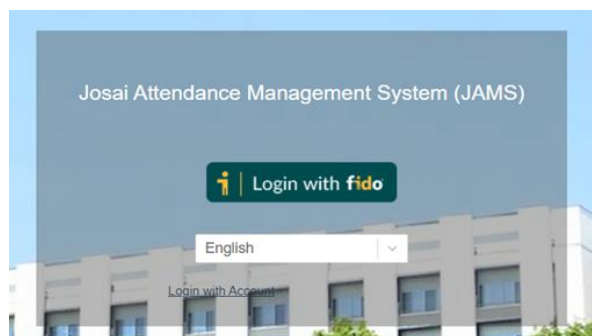 Josai Attendance Management System (JAMS)
Login with fido
English
Login with Account